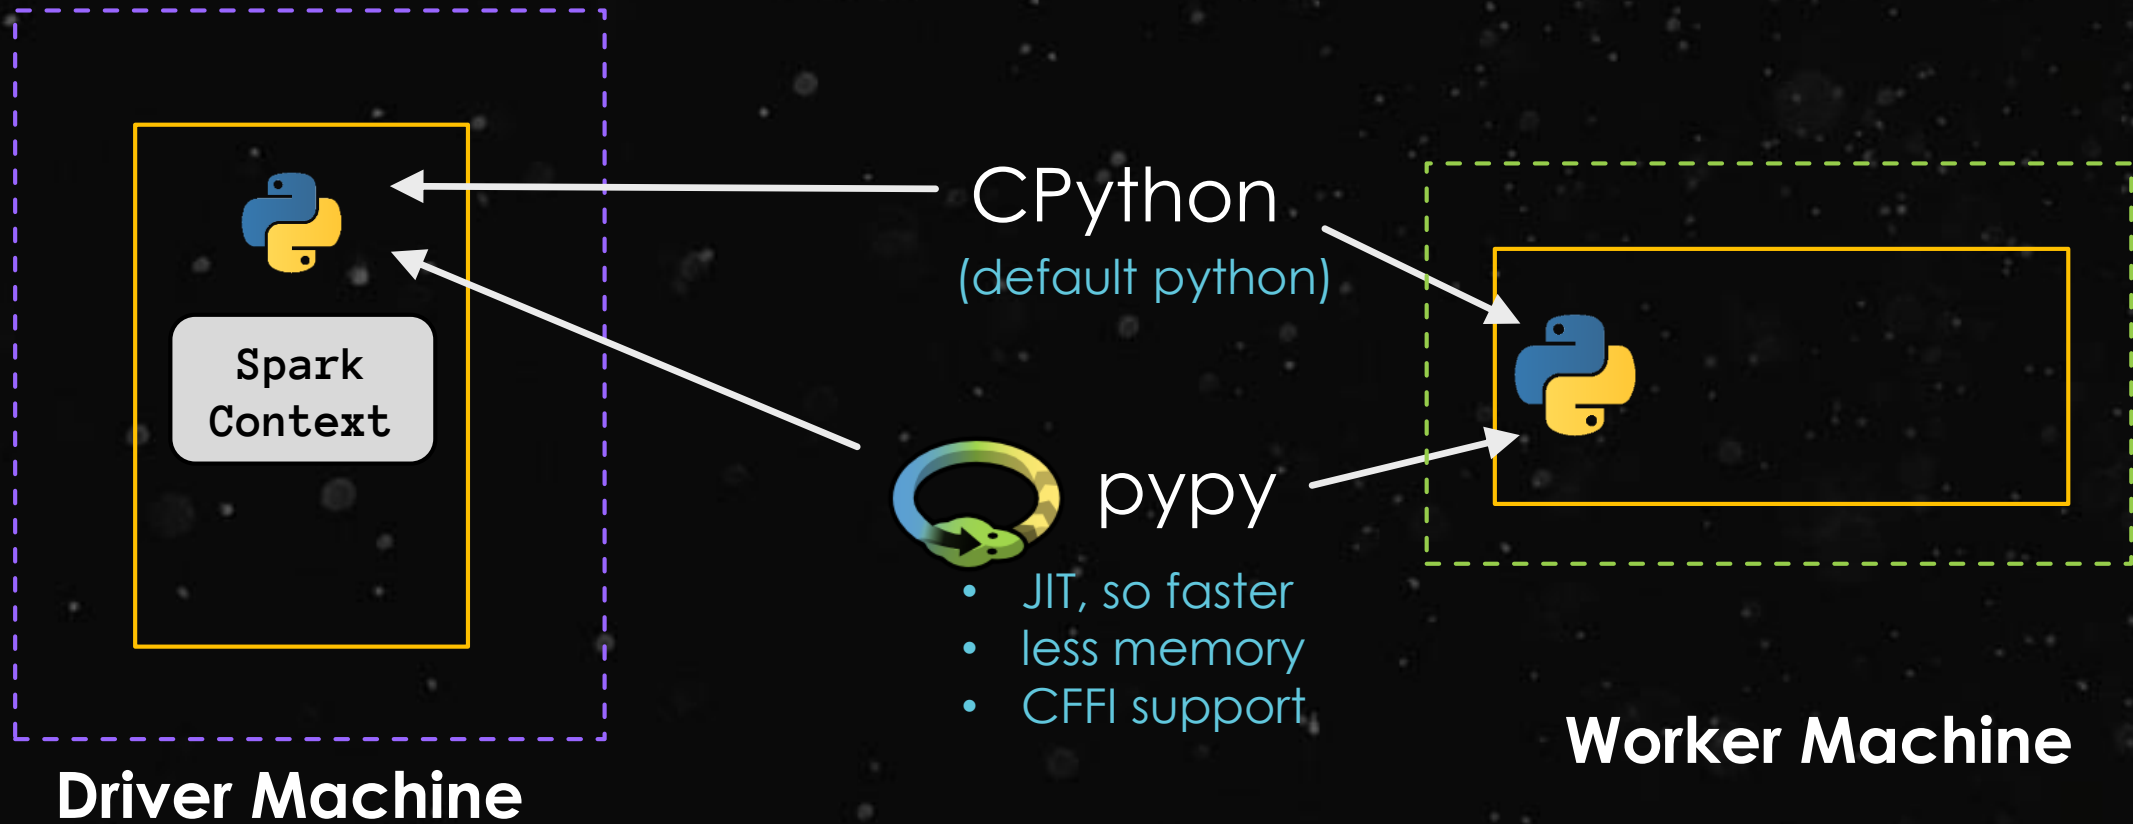 Spark
Context
Driver Machine
CPython
(default python)
pypy
• JIT, so faster
• less memory
• CFFI support
Worker Machine